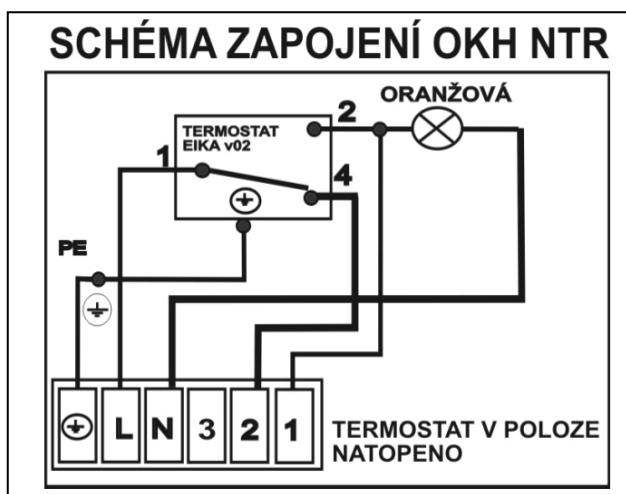 SCHÉMA ZAPOJENÍ OKH NTR
ORANŽOVÁ
2
TERMOSTAT
EIKA v02
1
4
PE
L N 3 2 1
TERMOSTAT V POLOZE
NATOPENO